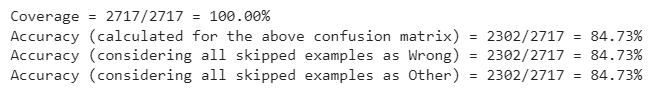 Coverage = 2717/2717 = 100.00%
Accuracy (calculated for the above confusion matrix) = 2302/2717 = 84.73%
Accuracy (considering all skipped examples as Wrong) = 2302/2717 = 84.73%
Accuracy (considering all skipped examples as Other) = 2302/2717 = 84.73%